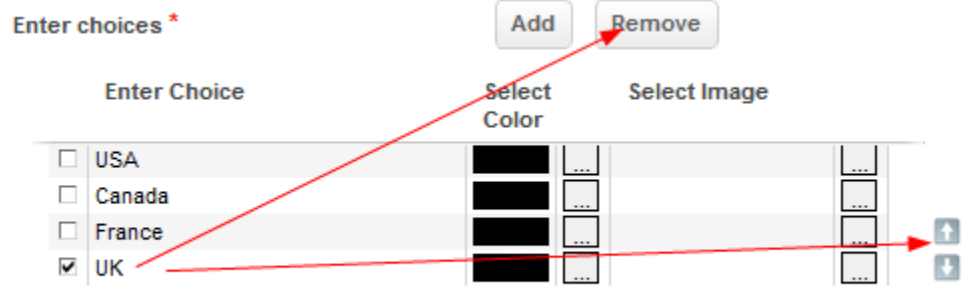 Enter choices * Add Remove
Enter Choice Select Color Select Image
USA ... ...
Canada ... ...
France ... ...
UK ... ...